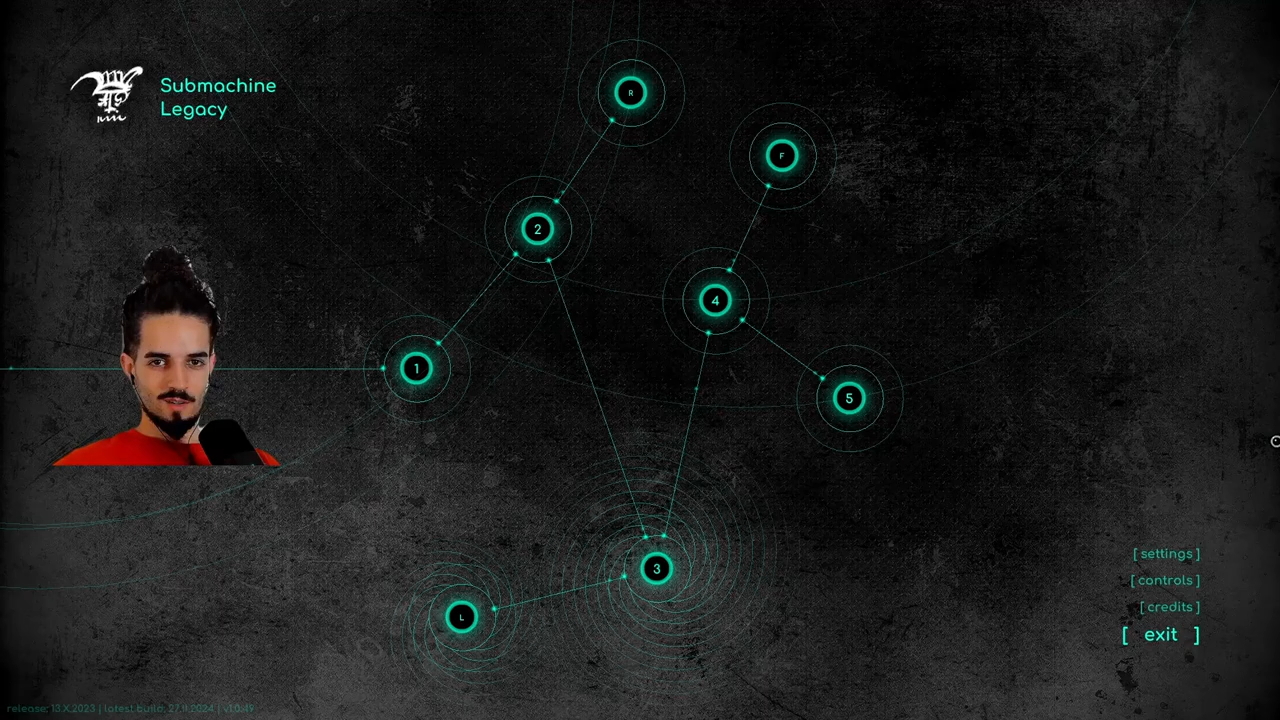 Submachine
Legacy
R
F
2
4
1
5
3
L
[ settings ]
[ controls ]
[ credits ]
[ exit ]
release: 13.X.2023 | latest build: 27.II.2024 | v1.0.49